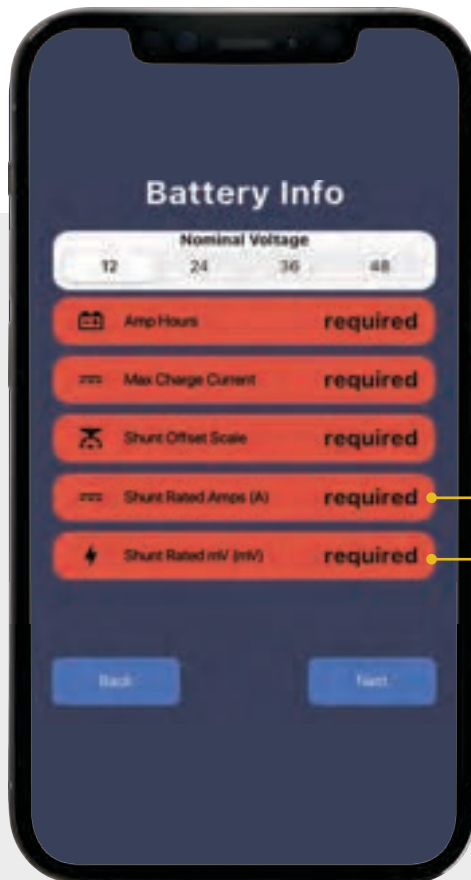 Battery Info
Nominal Voltage
12 24 36 48
Amp Hours required
Max Charge Current required
Shunt Offset Scale required
Shunt Rated Amps (A) required
Shunt Rated mV (mV) required
Back Next